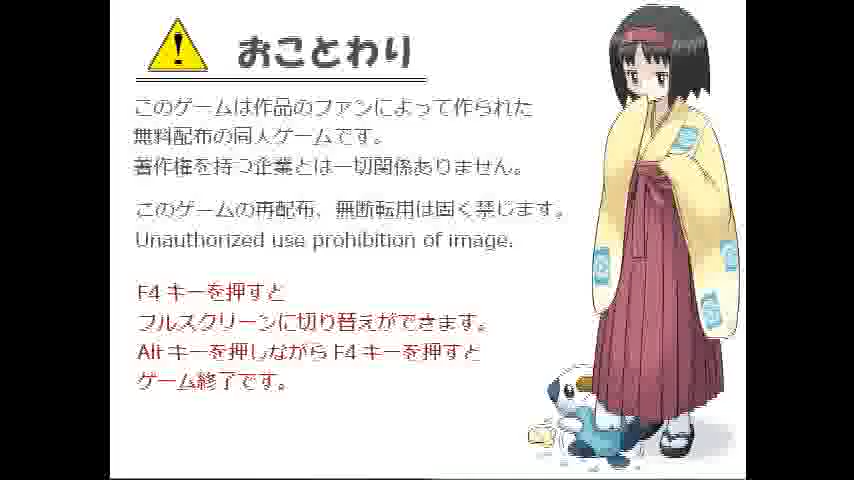 おことわり
このゲームは作品のファンによって作られた
無料配布の同人ゲームです。
著作権を持つ企業とは一切関係ありません。
このゲームの再配布、無断転用は固く禁じます。
Unauthorized use prohibition of image.
F4 キーを押すと
フルスクリーンに切り替えができます。
Alt キーを押しながら F4 キーを押すと
ゲーム終了です。